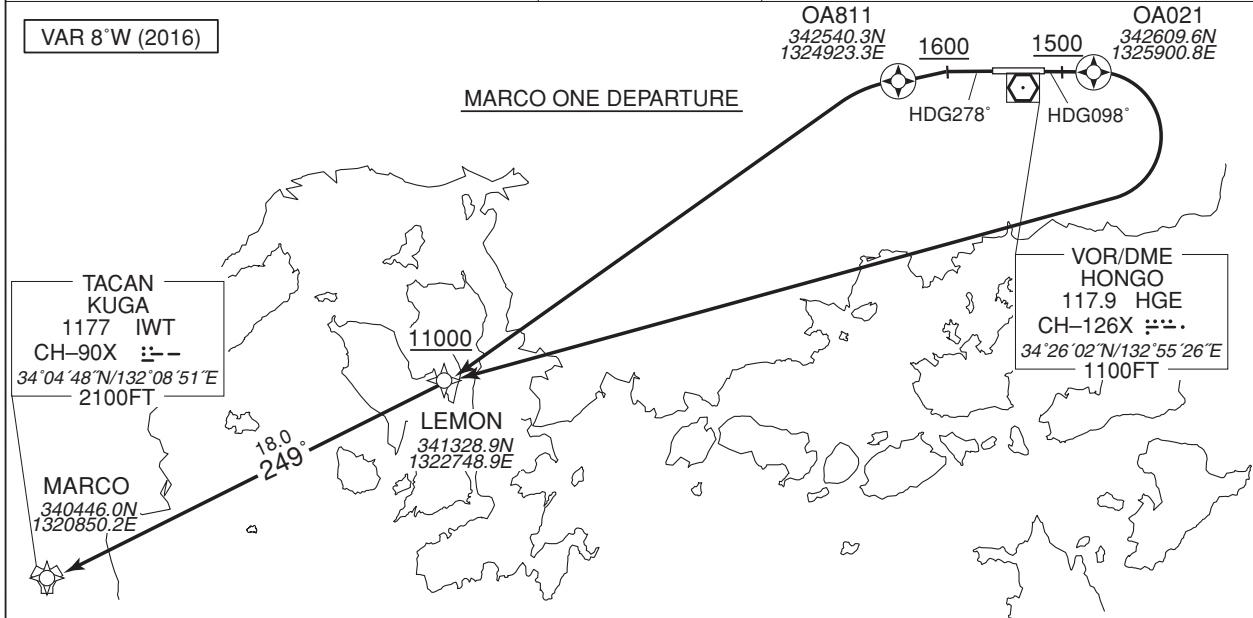 VAR 8°W (2016)
MARCO ONE DEPARTURE
OA811
342540.3N
1324923.3E
1600
1500
OA021
342609.6N
1325900.8E
HDG278°
HDG098°
TACAN
KUGA
1177 IWT
CH–90X
34°04´48˝N/132°08´51˝E
2100FT
VOR/DME
HONGO
117.9 HGE
CH–126X
34°26´02˝N/132°55´26˝E
1100FT
11000
LEMON
341328.9N
1322748.9E
18.0
249°
MARCO
340446.0N
1320850.2E